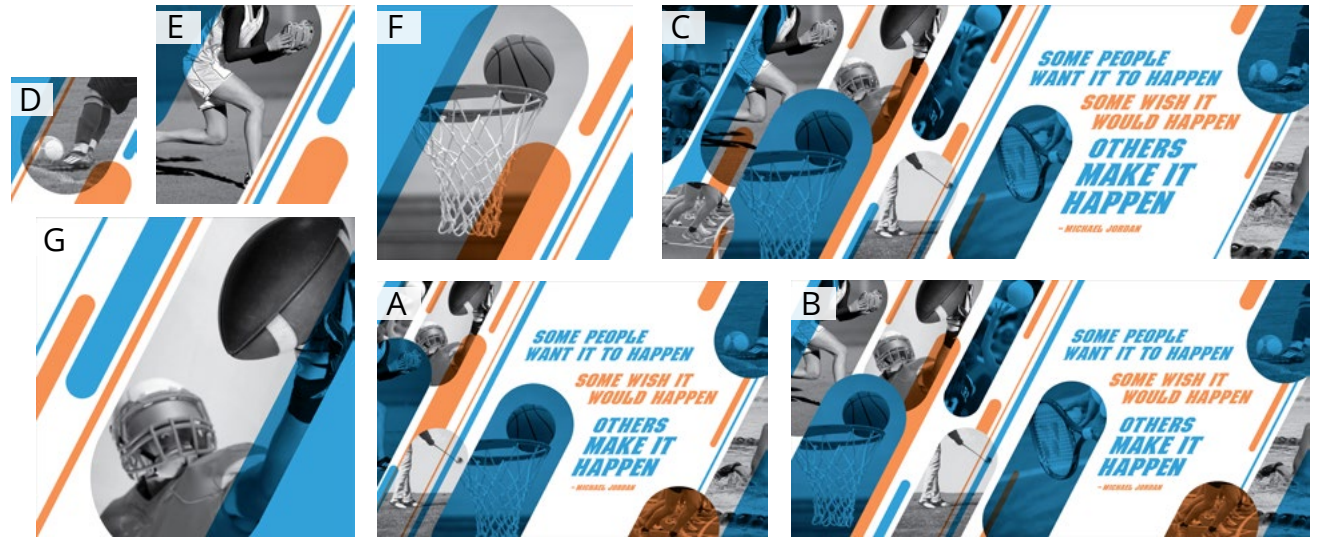 D
E
F
C
SOME PEOPLE
WANT IT TO HAPPEN
SOME WISH IT
WOULD HAPPEN
OTHERS
MAKE IT
HAPPEN
- MICHAEL JORDAN
G
A
SOME PEOPLE
WANT IT TO HAPPEN
SOME WISH IT
WOULD HAPPEN
OTHERS
MAKE IT
HAPPEN
- MICHAEL JORDAN
B
SOME PEOPLE
WANT IT TO HAPPEN
SOME WISH IT
WOULD HAPPEN
OTHERS
MAKE IT
HAPPEN
- MICHAEL JORDAN